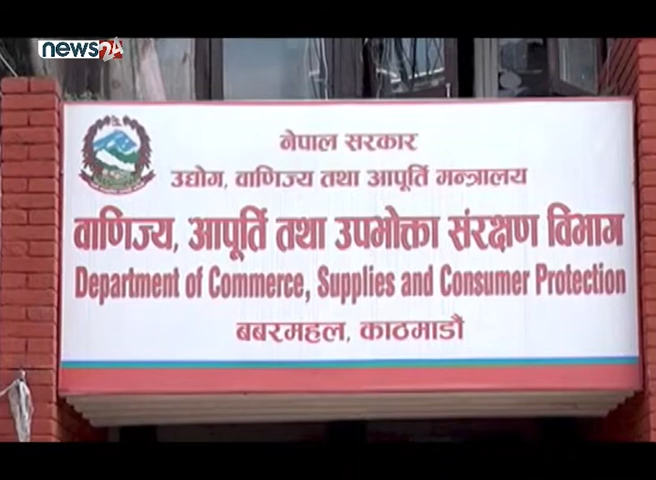 news24
नेपाल सरकार
उद्योग, वाणिज्य तथा आपूर्ति मन्त्रालय
वाणिज्य, आपूर्ति तथा उपभोक्ता संरक्षण विभाग
Department of Commerce, Supplies and Consumer Protection
बबरमहल, काठमाडौं